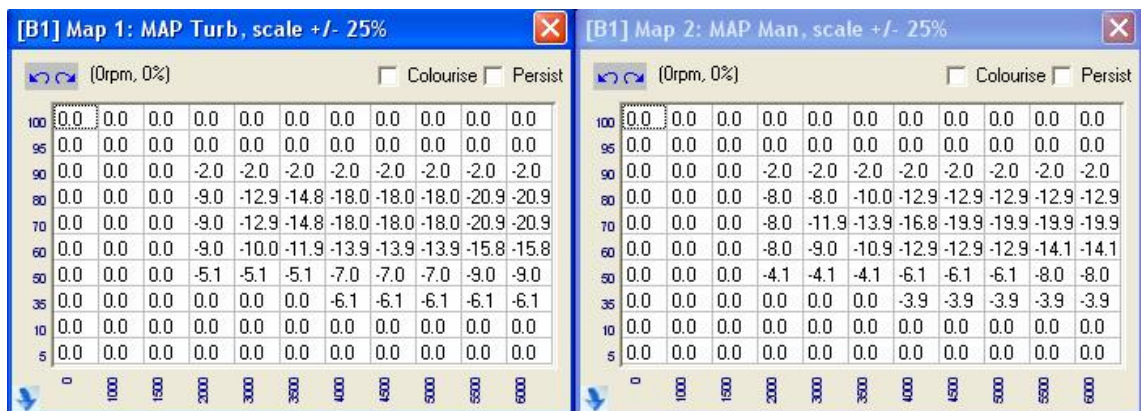 [B1] Map 1: MAP Turb, scale +/- 25%
(0rpm, 0%) Colourise Persist
100 0.0 0.0 0.0 0.0 0.0 0.0 0.0 0.0 0.0 0.0 0.0
95 0.0 0.0 0.0 0.0 0.0 0.0 0.0 0.0 0.0 0.0 0.0
90 0.0 0.0 0.0 -2.0 -2.0 -2.0 -2.0 -2.0 -2.0 -2.0 -2.0
80 0.0 0.0 0.0 -9.0 -12.9 -14.8 -18.0 -18.0 -18.0 -20.9 -20.9
70 0.0 0.0 0.0 -9.0 -12.9 -14.8 -18.0 -18.0 -18.0 -20.9 -20.9
60 0.0 0.0 0.0 -9.0 -10.0 -11.9 -13.9 -13.9 -13.9 -15.8 -15.8
50 0.0 0.0 0.0 -5.1 -5.1 -5.1 -7.0 -7.0 -7.0 -9.0 -9.0
35 0.0 0.0 0.0 0.0 0.0 0.0 -6.1 -6.1 -6.1 -6.1 -6.1
10 0.0 0.0 0.0 0.0 0.0 0.0 0.0 0.0 0.0 0.0 0.0
5 0.0 0.0 0.0 0.0 0.0 0.0 0.0 0.0 0.0 0.0 0.0
0 1000 1500 2000 3000 3500 4000 4500 5000 5500 6000
[B1] Map 2: MAP Man, scale +/- 25%
(0rpm, 0%) Colourise Persist
100 0.0 0.0 0.0 0.0 0.0 0.0 0.0 0.0 0.0 0.0 0.0
95 0.0 0.0 0.0 0.0 0.0 0.0 0.0 0.0 0.0 0.0 0.0
90 0.0 0.0 0.0 -2.0 -2.0 -2.0 -2.0 -2.0 -2.0 -2.0 -2.0
80 0.0 0.0 0.0 -8.0 -8.0 -10.0 -12.9 -12.9 -12.9 -12.9 -12.9
70 0.0 0.0 0.0 -8.0 -11.9 -13.9 -16.8 -19.9 -19.9 -19.9 -19.9
60 0.0 0.0 0.0 -8.0 -9.0 -10.9 -12.9 -12.9 -12.9 -14.1 -14.1
50 0.0 0.0 0.0 -4.1 -4.1 -4.1 -6.1 -6.1 -6.1 -8.0 -8.0
35 0.0 0.0 0.0 0.0 0.0 0.0 -3.9 -3.9 -3.9 -3.9 -3.9
10 0.0 0.0 0.0 0.0 0.0 0.0 0.0 0.0 0.0 0.0 0.0
5 0.0 0.0 0.0 0.0 0.0 0.0 0.0 0.0 0.0 0.0 0.0
0 1000 1500 2000 3000 3500 4000 4500 5000 5500 6000